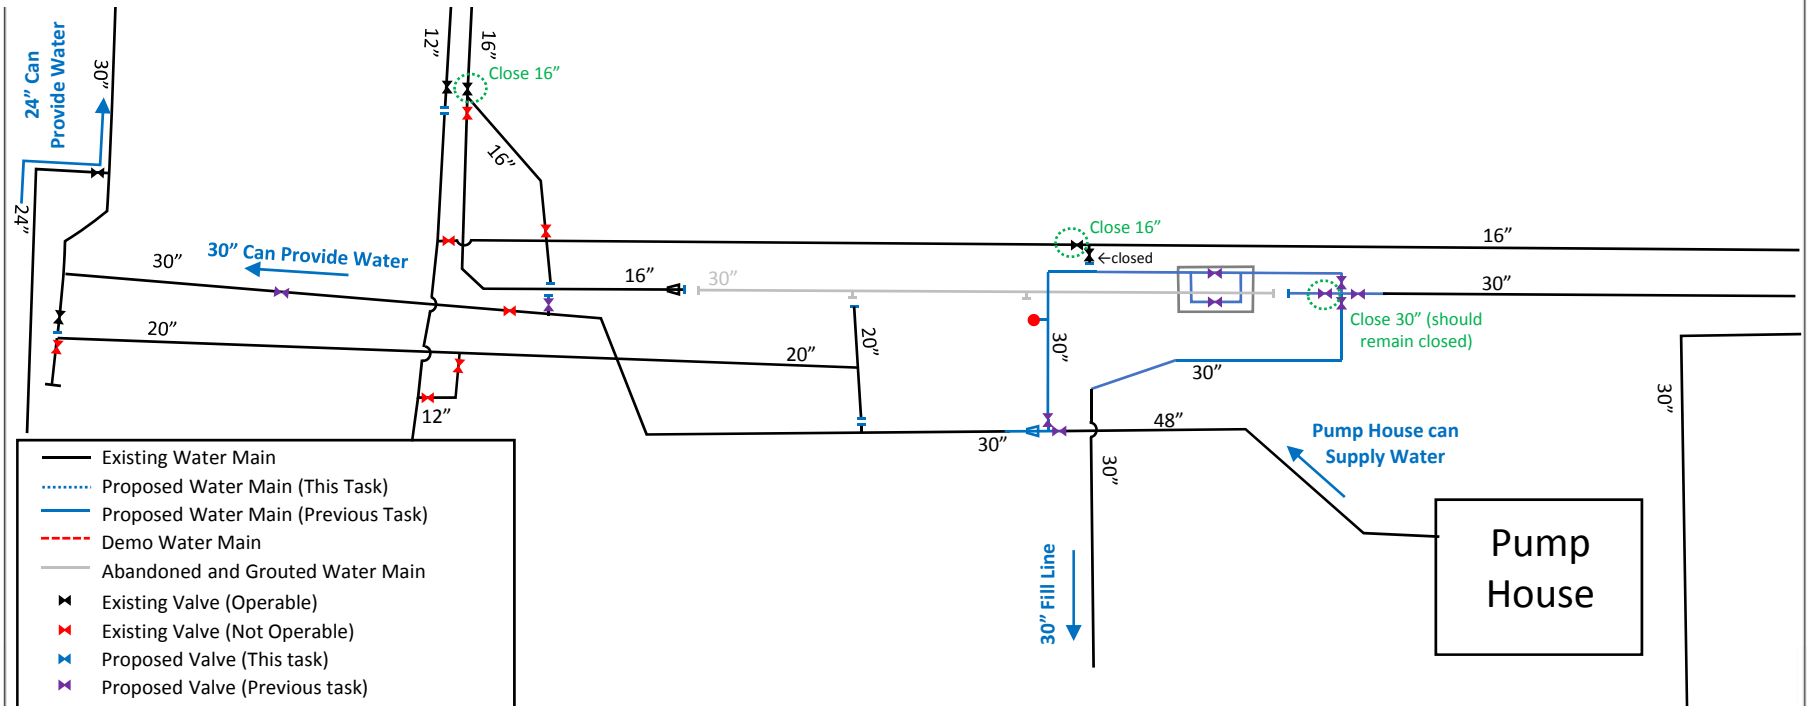 24" Can
Provide Water
30"
12"
16"
Close 16"
16"
24"
30"
30" Can Provide Water
16"
30"
Close 16"
←closed
16"
30"
Close 30" (should
remain closed)
20"
20"
20"
30"
30"
30"
12"
30"
48"
30"
Pump House can
Supply Water
30" Fill Line
Pump
House
Existing Water Main
Proposed Water Main (This Task)
Proposed Water Main (Previous Task)
Demo Water Main
Abandoned and Grouted Water Main
Existing Valve (Operable)
Existing Valve (Not Operable)
Proposed Valve (This task)
Proposed Valve (Previous task)